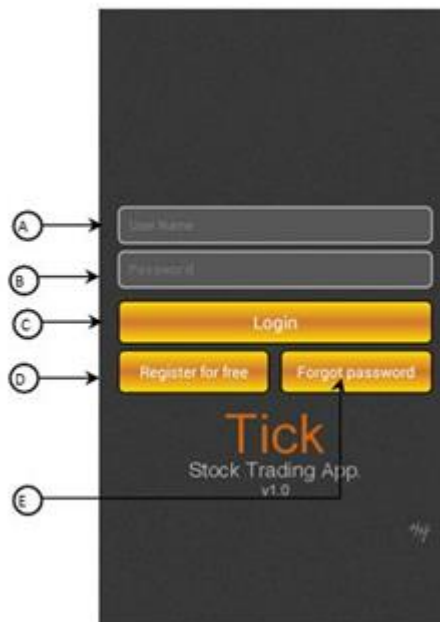 A
User Name
B
Password
C
Login
D
Register for free
Forgot password
Tick
Stock Trading App.
v1.0
E